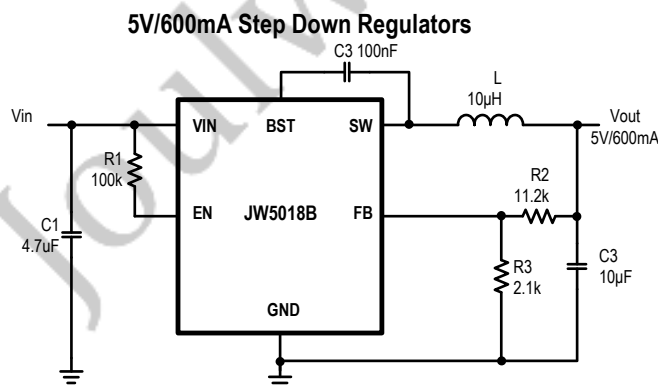 5V/600mA Step Down Regulators
C3 100nF
L
10µH
Vin
Vout
5V/600mA
VIN
BST
SW
R1
100k
R2
11.2k
EN
JW5018B
FB
C1
4.7uF
R3
2.1k
C3
10µF
GND
Joulw